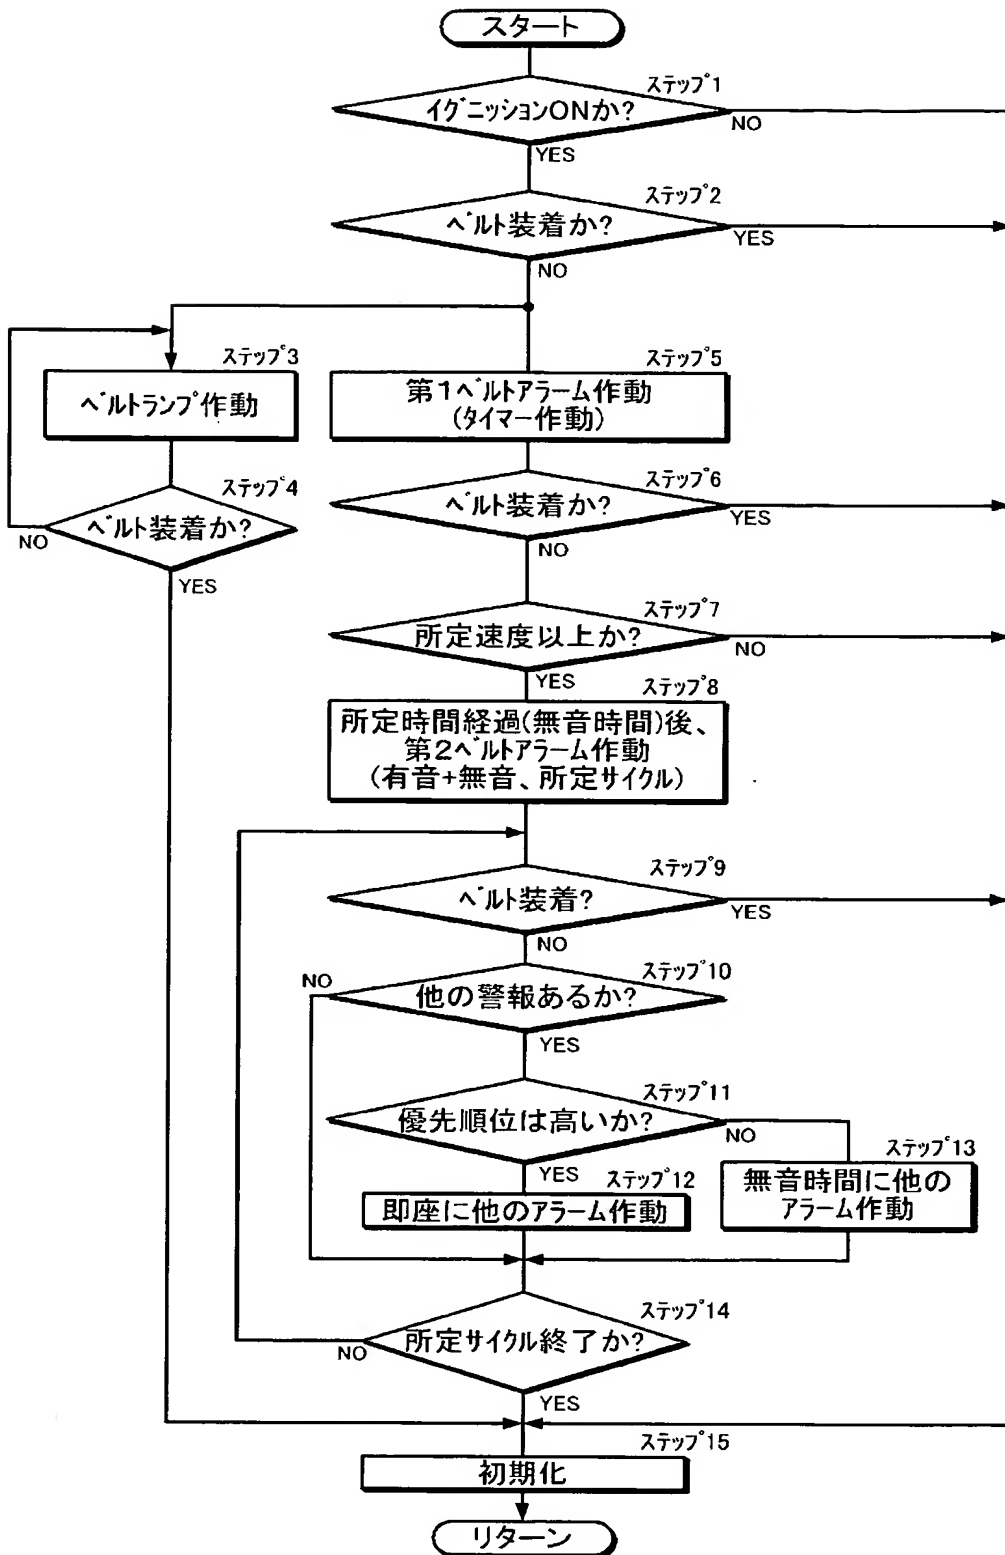 スタート
ステップ1
イグニッションONか?
NO
YES
ステップ2
ベルト装着か?
YES
NO
ステップ3
ベルトランプ作動
ステップ4
ベルト装着か?
NO
YES
ステップ5
第1ベルトアラーム作動
(タイマー作動)
ステップ6
ベルト装着か?
YES
NO
ステップ7
所定速度以上か?
NO
YES
ステップ8
所定時間経過(無音時間)後、
第2ベルトアラーム作動
(有音+無音、所定サイクル)
ステップ9
ベルト装着?
YES
NO
ステップ10
他の警報あるか?
NO
YES
ステップ11
優先順位は高いか?
NO
YES
ステップ12
即座に他のアラーム作動
ステップ13
無音時間に他の
アラーム作動
ステップ14
所定サイクル終了か?
NO
YES
ステップ15
初期化
リターン